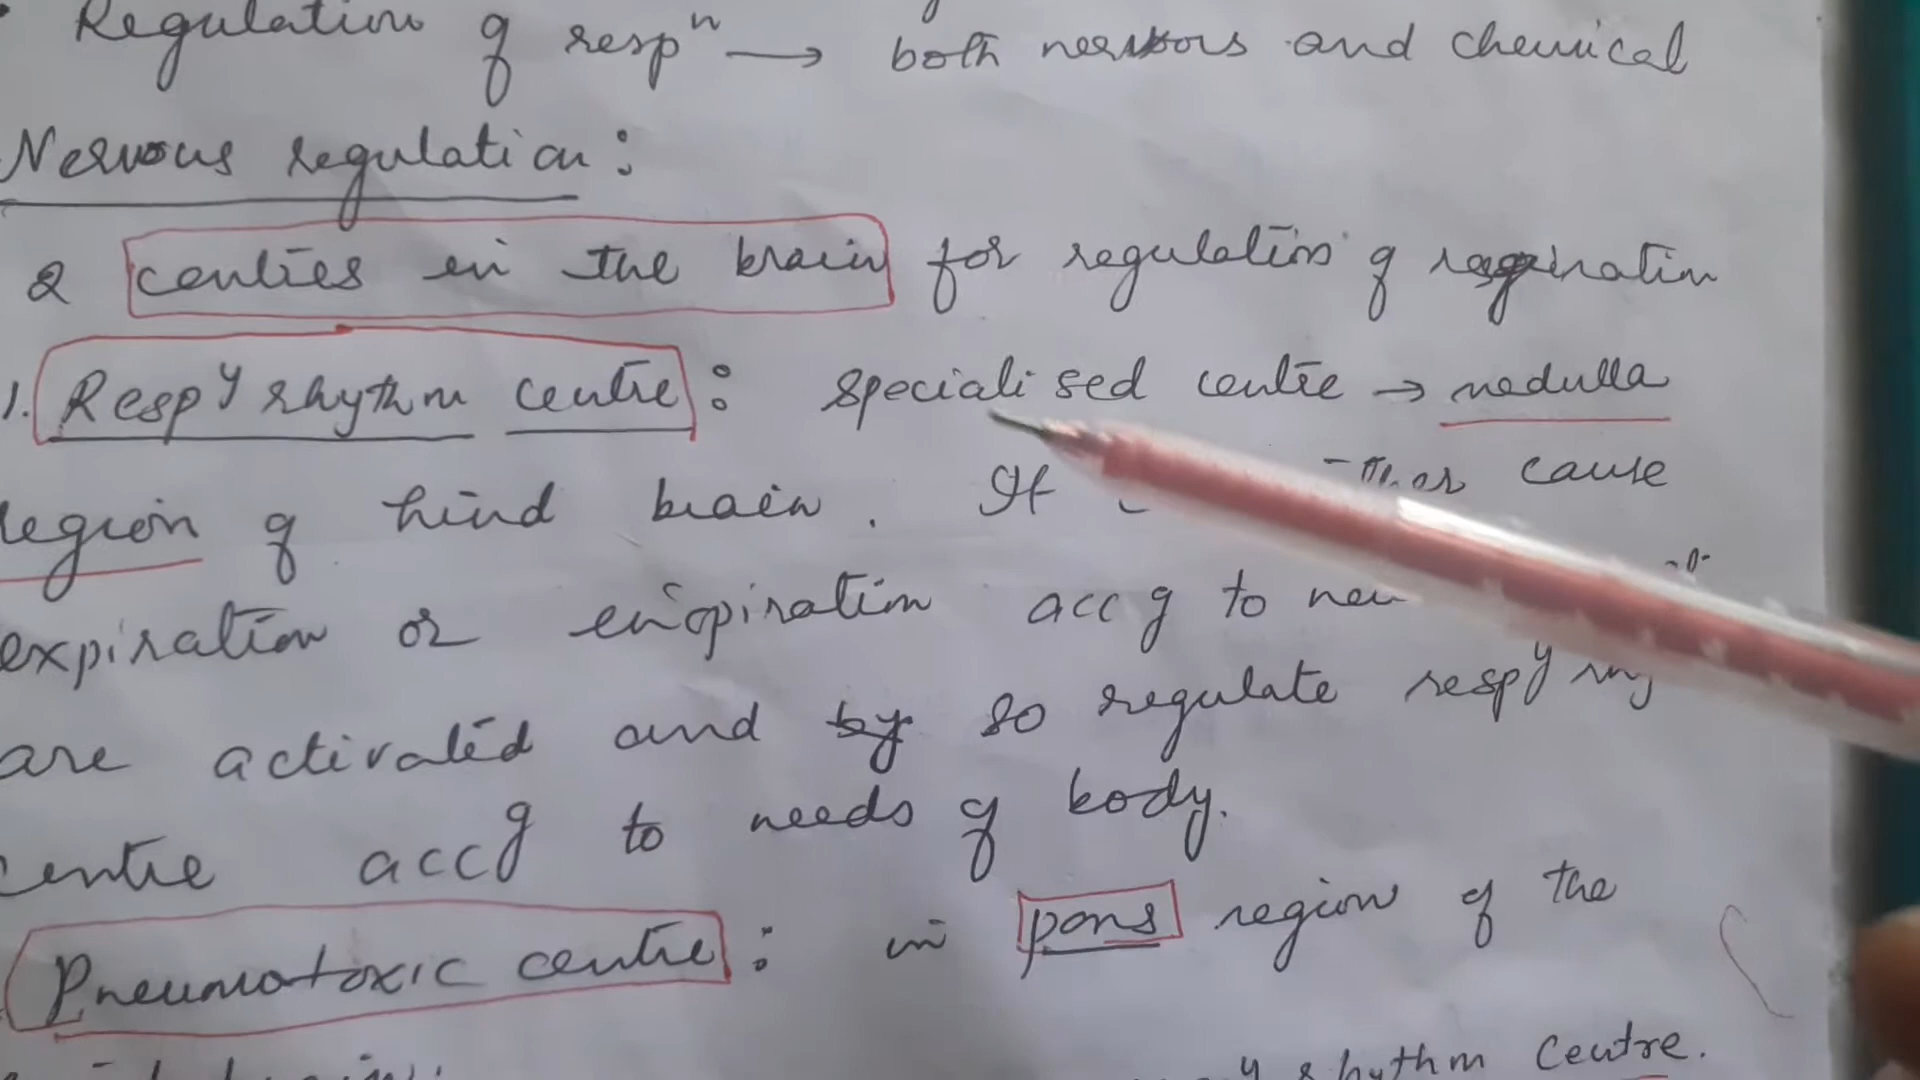 Regulation of respⁿ → both nervous and chemical
Nervous regulation:
2 centres in the brain for regulation of respiration
1. Respʸ rhythm centre: specialised centre → medulla
region of hind brain. It either cause
expiration or inspiration accg to
are activated and by so regulate respʸ
centre accg to needs of body.
Pneumotoxic centre: in pons region of the
rhythm centre.